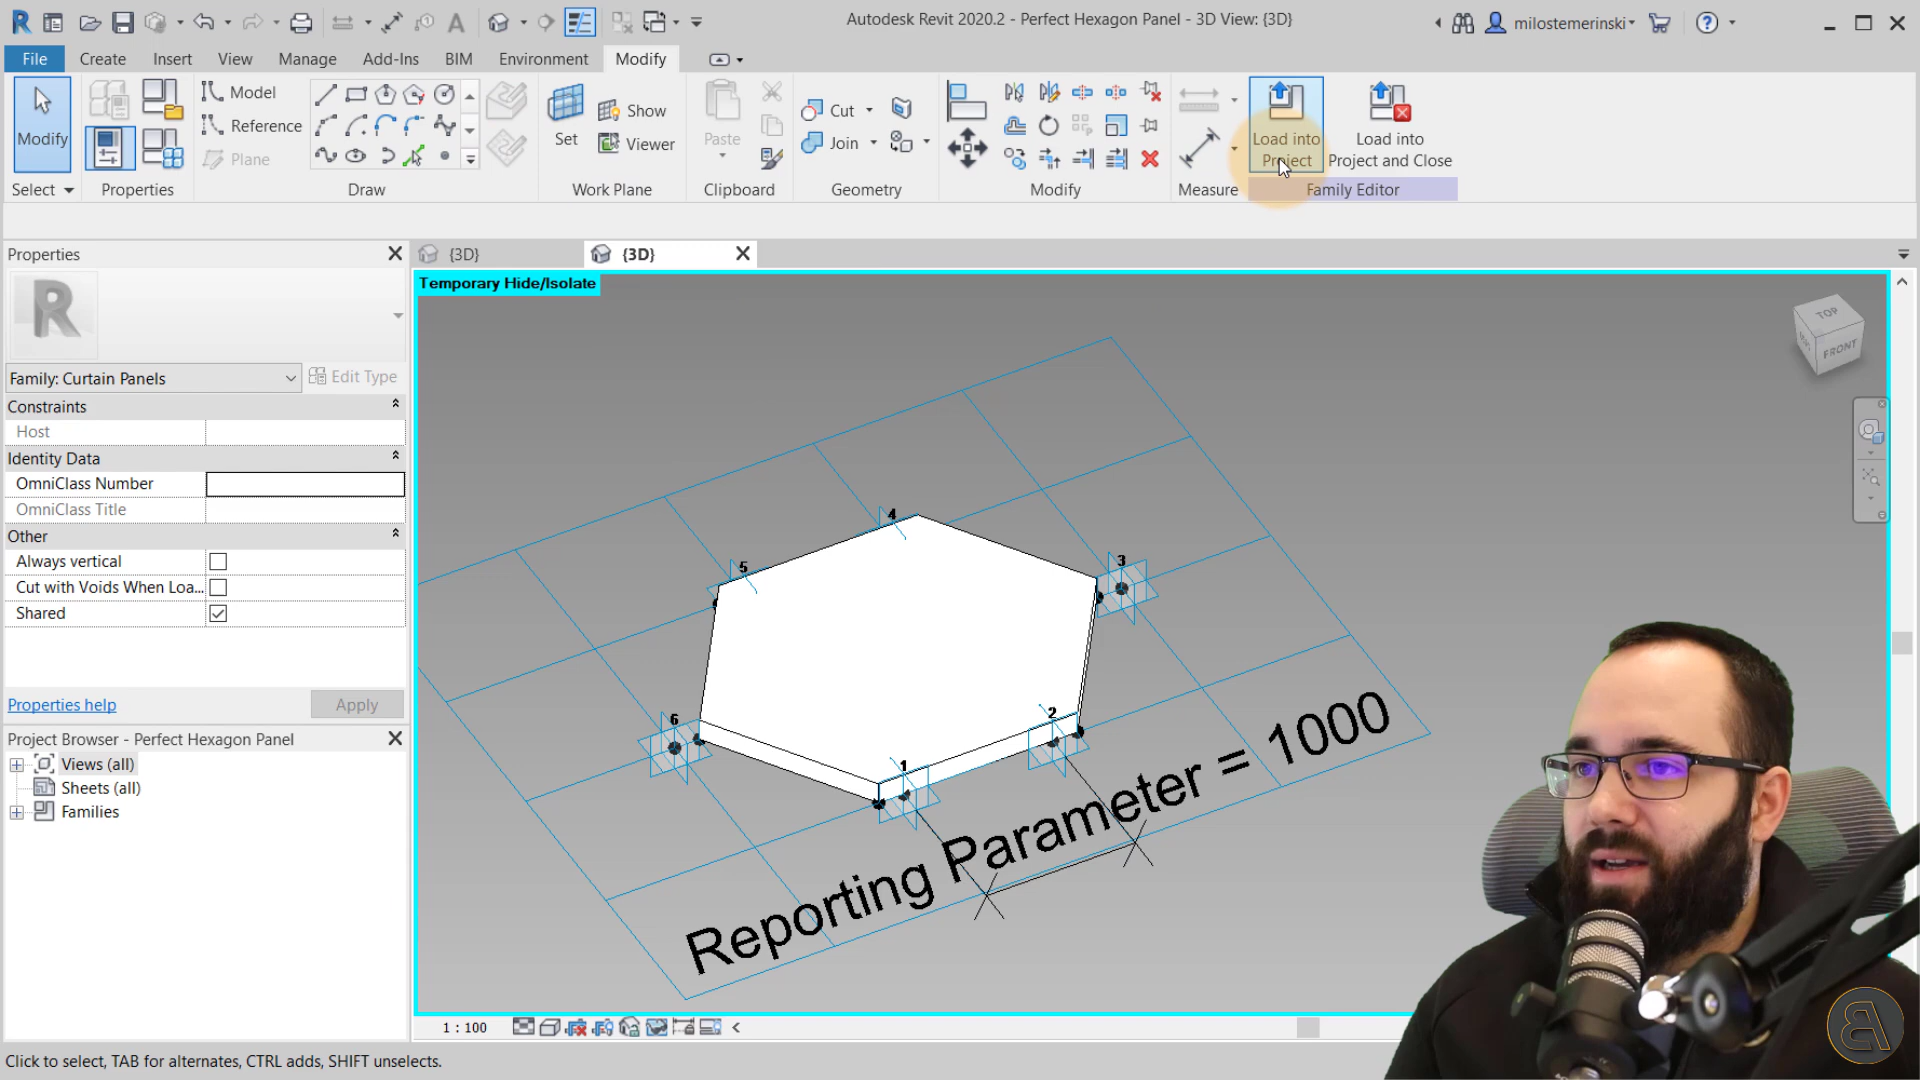 Autodesk Revit 2020.2 - Perfect Hexagon Panel - 3D View: {3D}
milostemerinski
File Create Insert View Manage Add-Ins BIM Environment Modify
Modify
Model
Reference
Plane
Set
Show
Viewer
Paste
Cut
Join
Load into
Project
Load into
Project and Close
Select Properties Draw Work Plane Clipboard Geometry Modify Measure Family Editor
Properties
{3D}
{3D}
Temporary Hide/Isolate
R
Family: Curtain Panels
Edit Type
Constraints
Host
Identity Data
OmniClass Number
OmniClass Title
Other
Always vertical
Cut with Voids When Loa...
Shared
Properties help
Apply
Project Browser - Perfect Hexagon Panel
Views (all)
Sheets (all)
Families
TOP
FRONT
4
5
3
6
2
1
Reporting Parameter = 1000
1 : 100
Click to select, TAB for alternates, CTRL adds, SHIFT unselects.